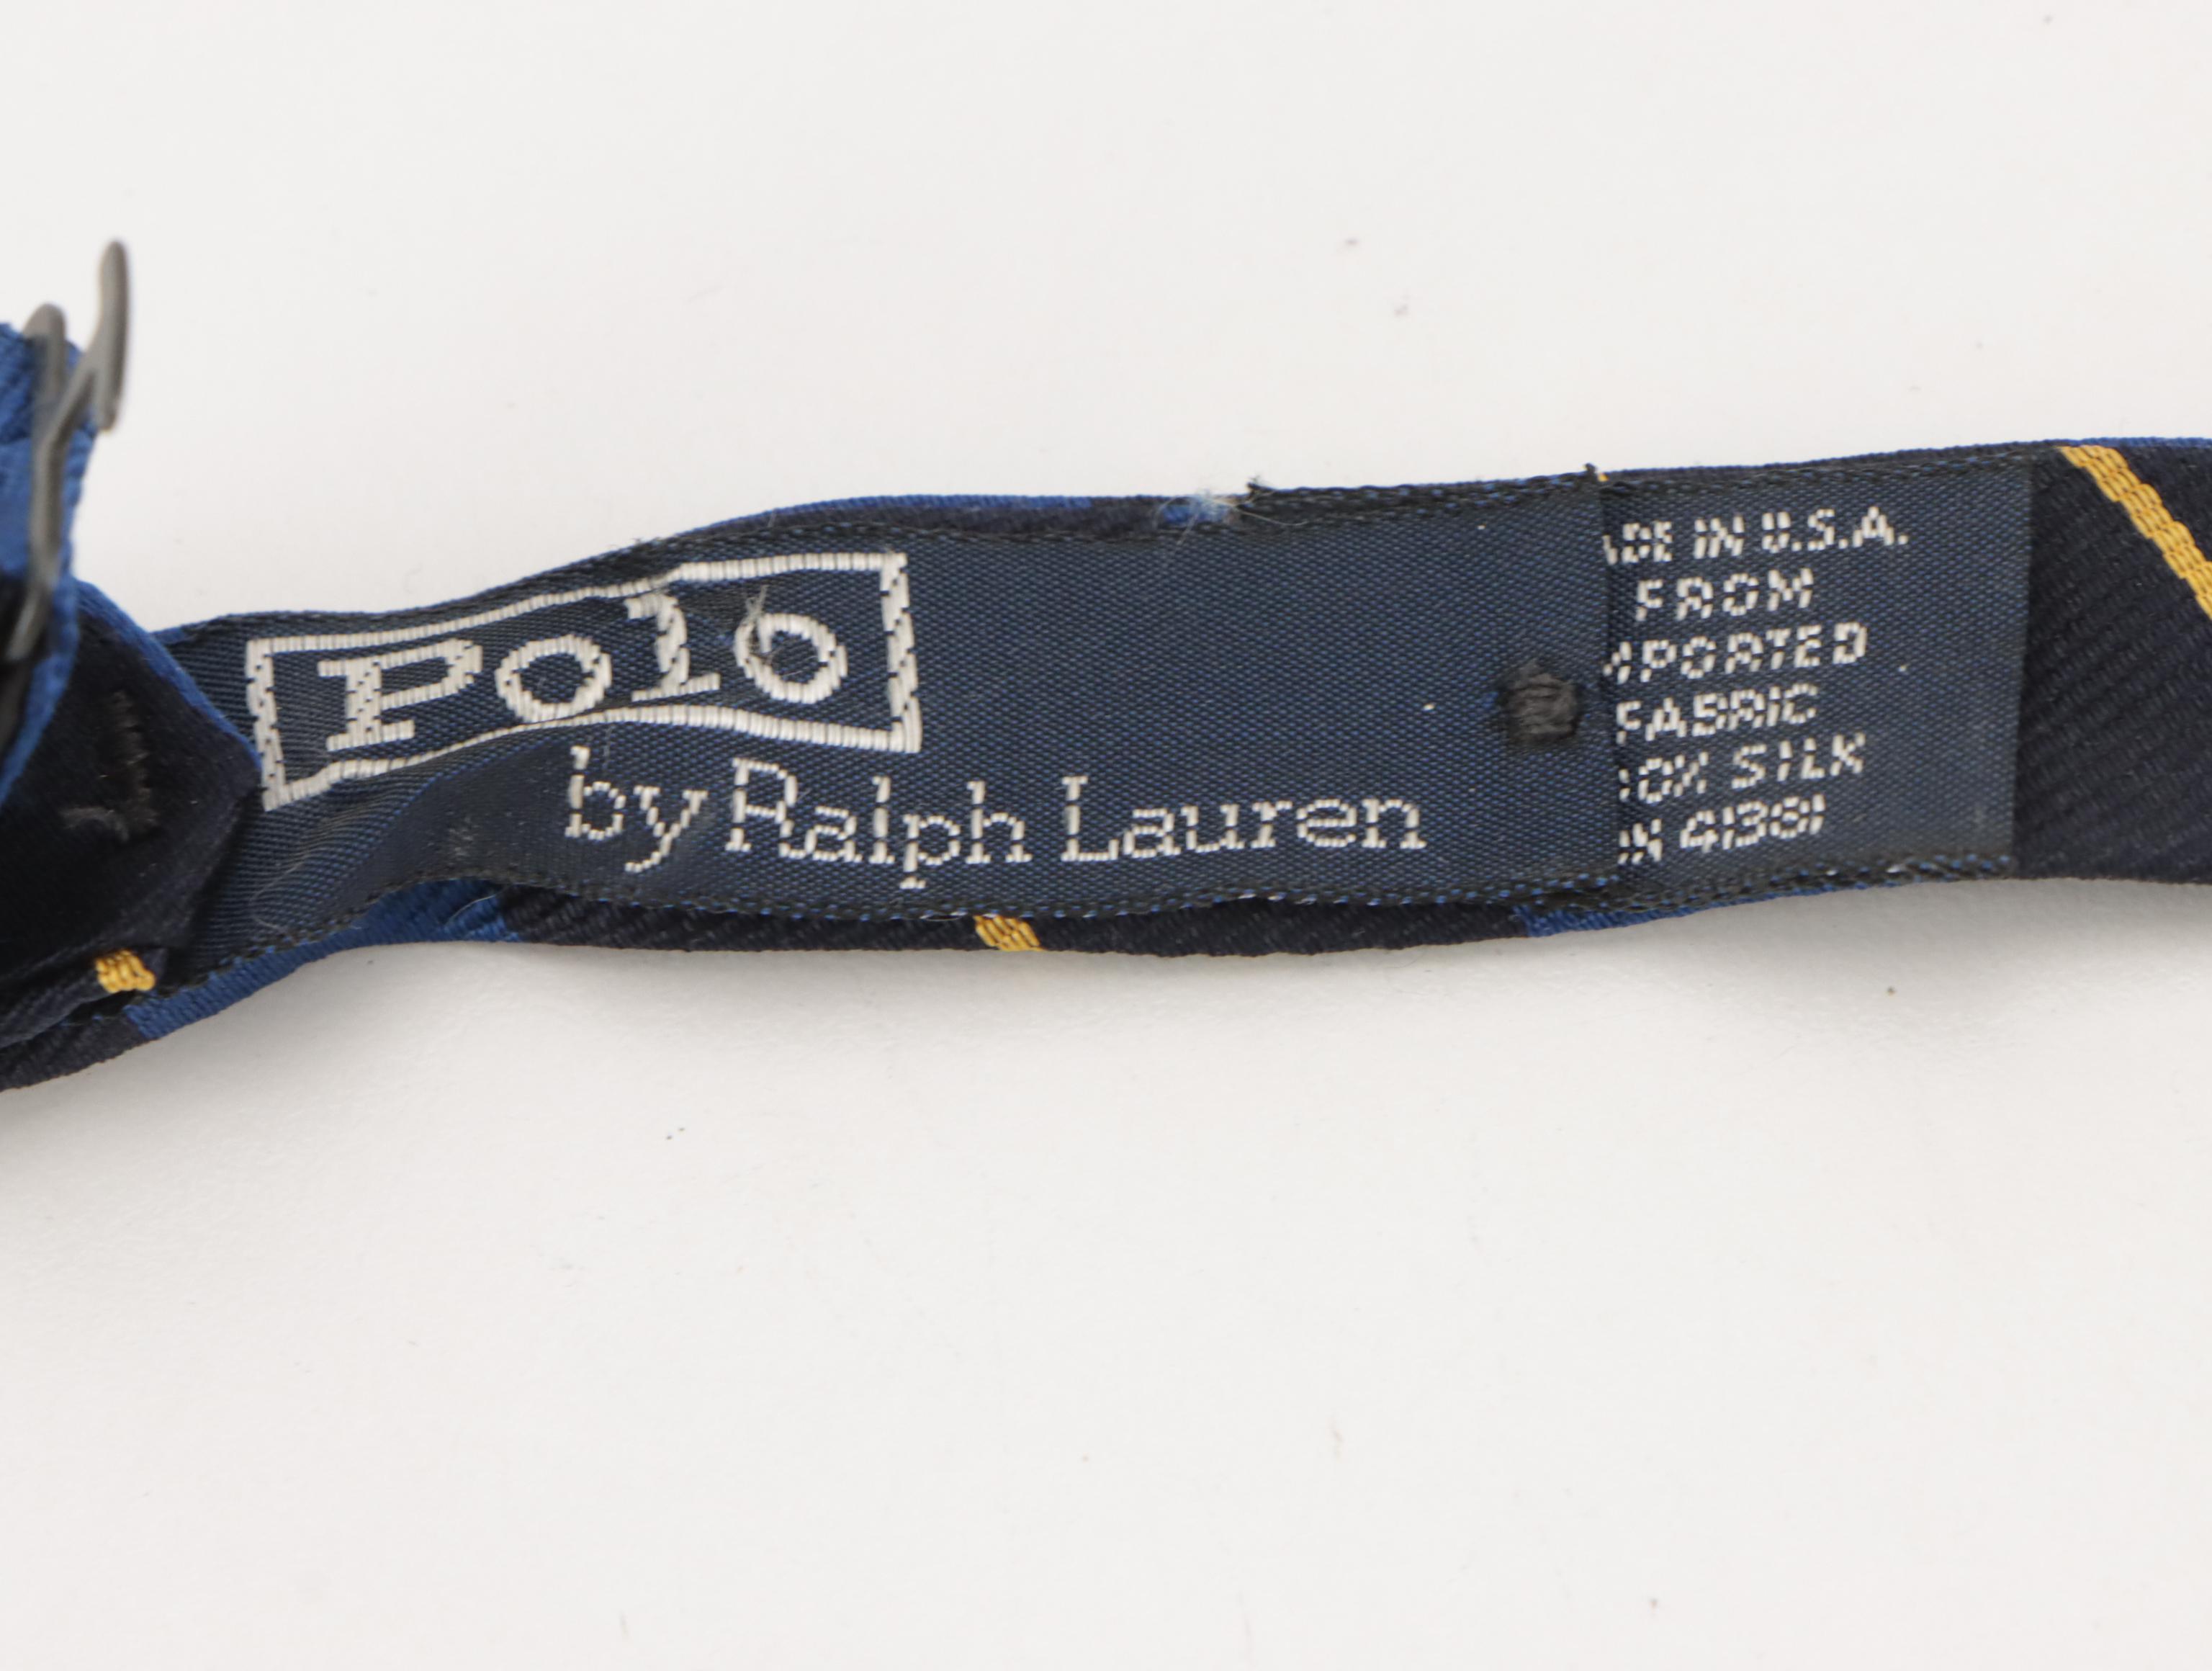 Polo
by Ralph Lauren
ADE IN U.S.A.
FROM
MPORTED
FABRIC
0% SILK
N 41381